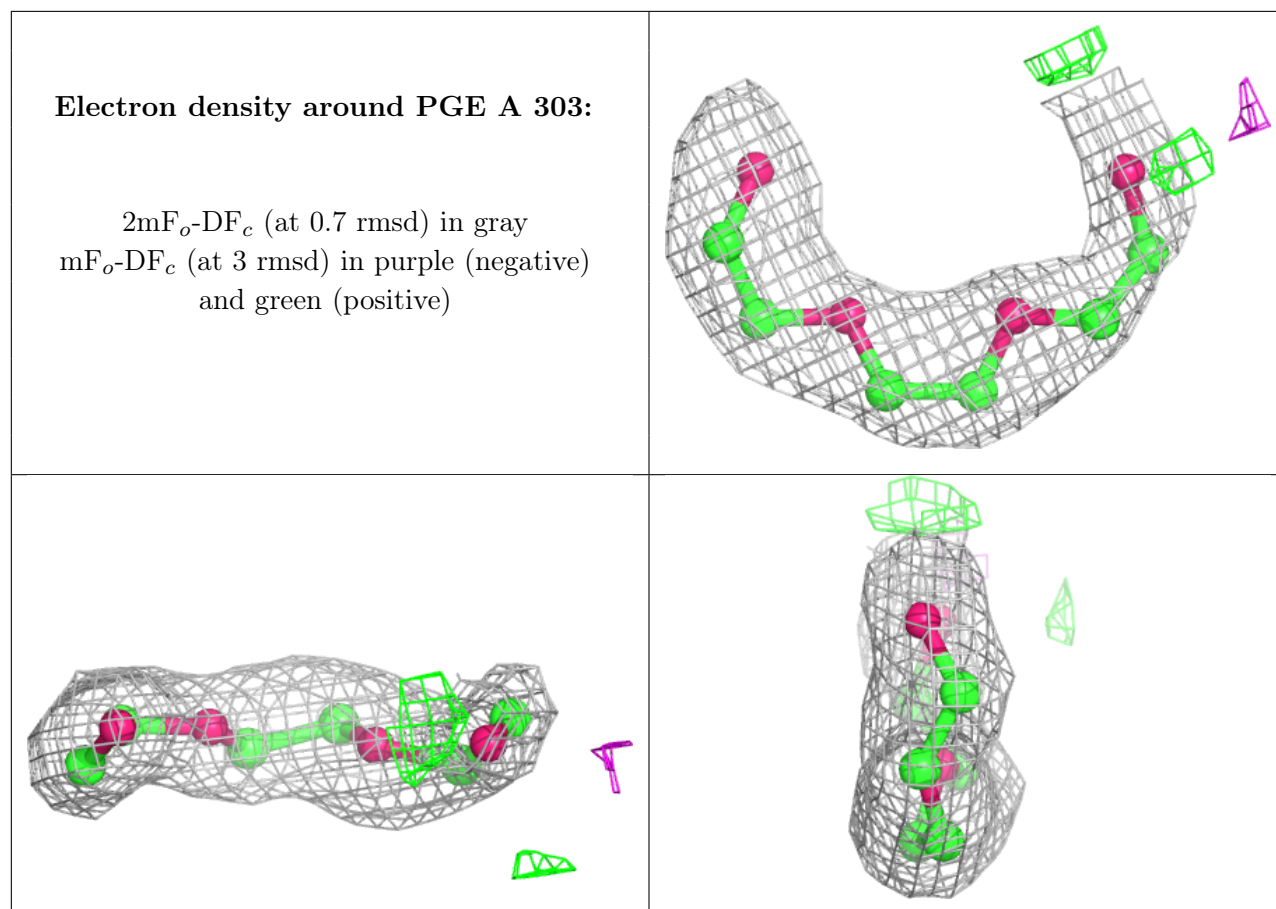 Electron density around PGE A 303:
2mFo-DFc (at 0.7 rmsd) in gray
mFo-DFc (at 3 rmsd) in purple (negative)
and green (positive)